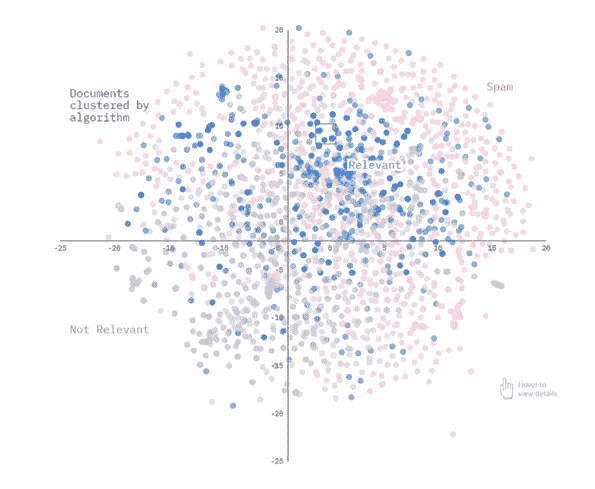 20
Documents
clustered by
algorithm
15
Spam
10
Relevant
5
0
-25
-20
-15
-10
0
5
10
15
20
-5
Not Relevant
-10
-15
Hover to
view details
-20
-25